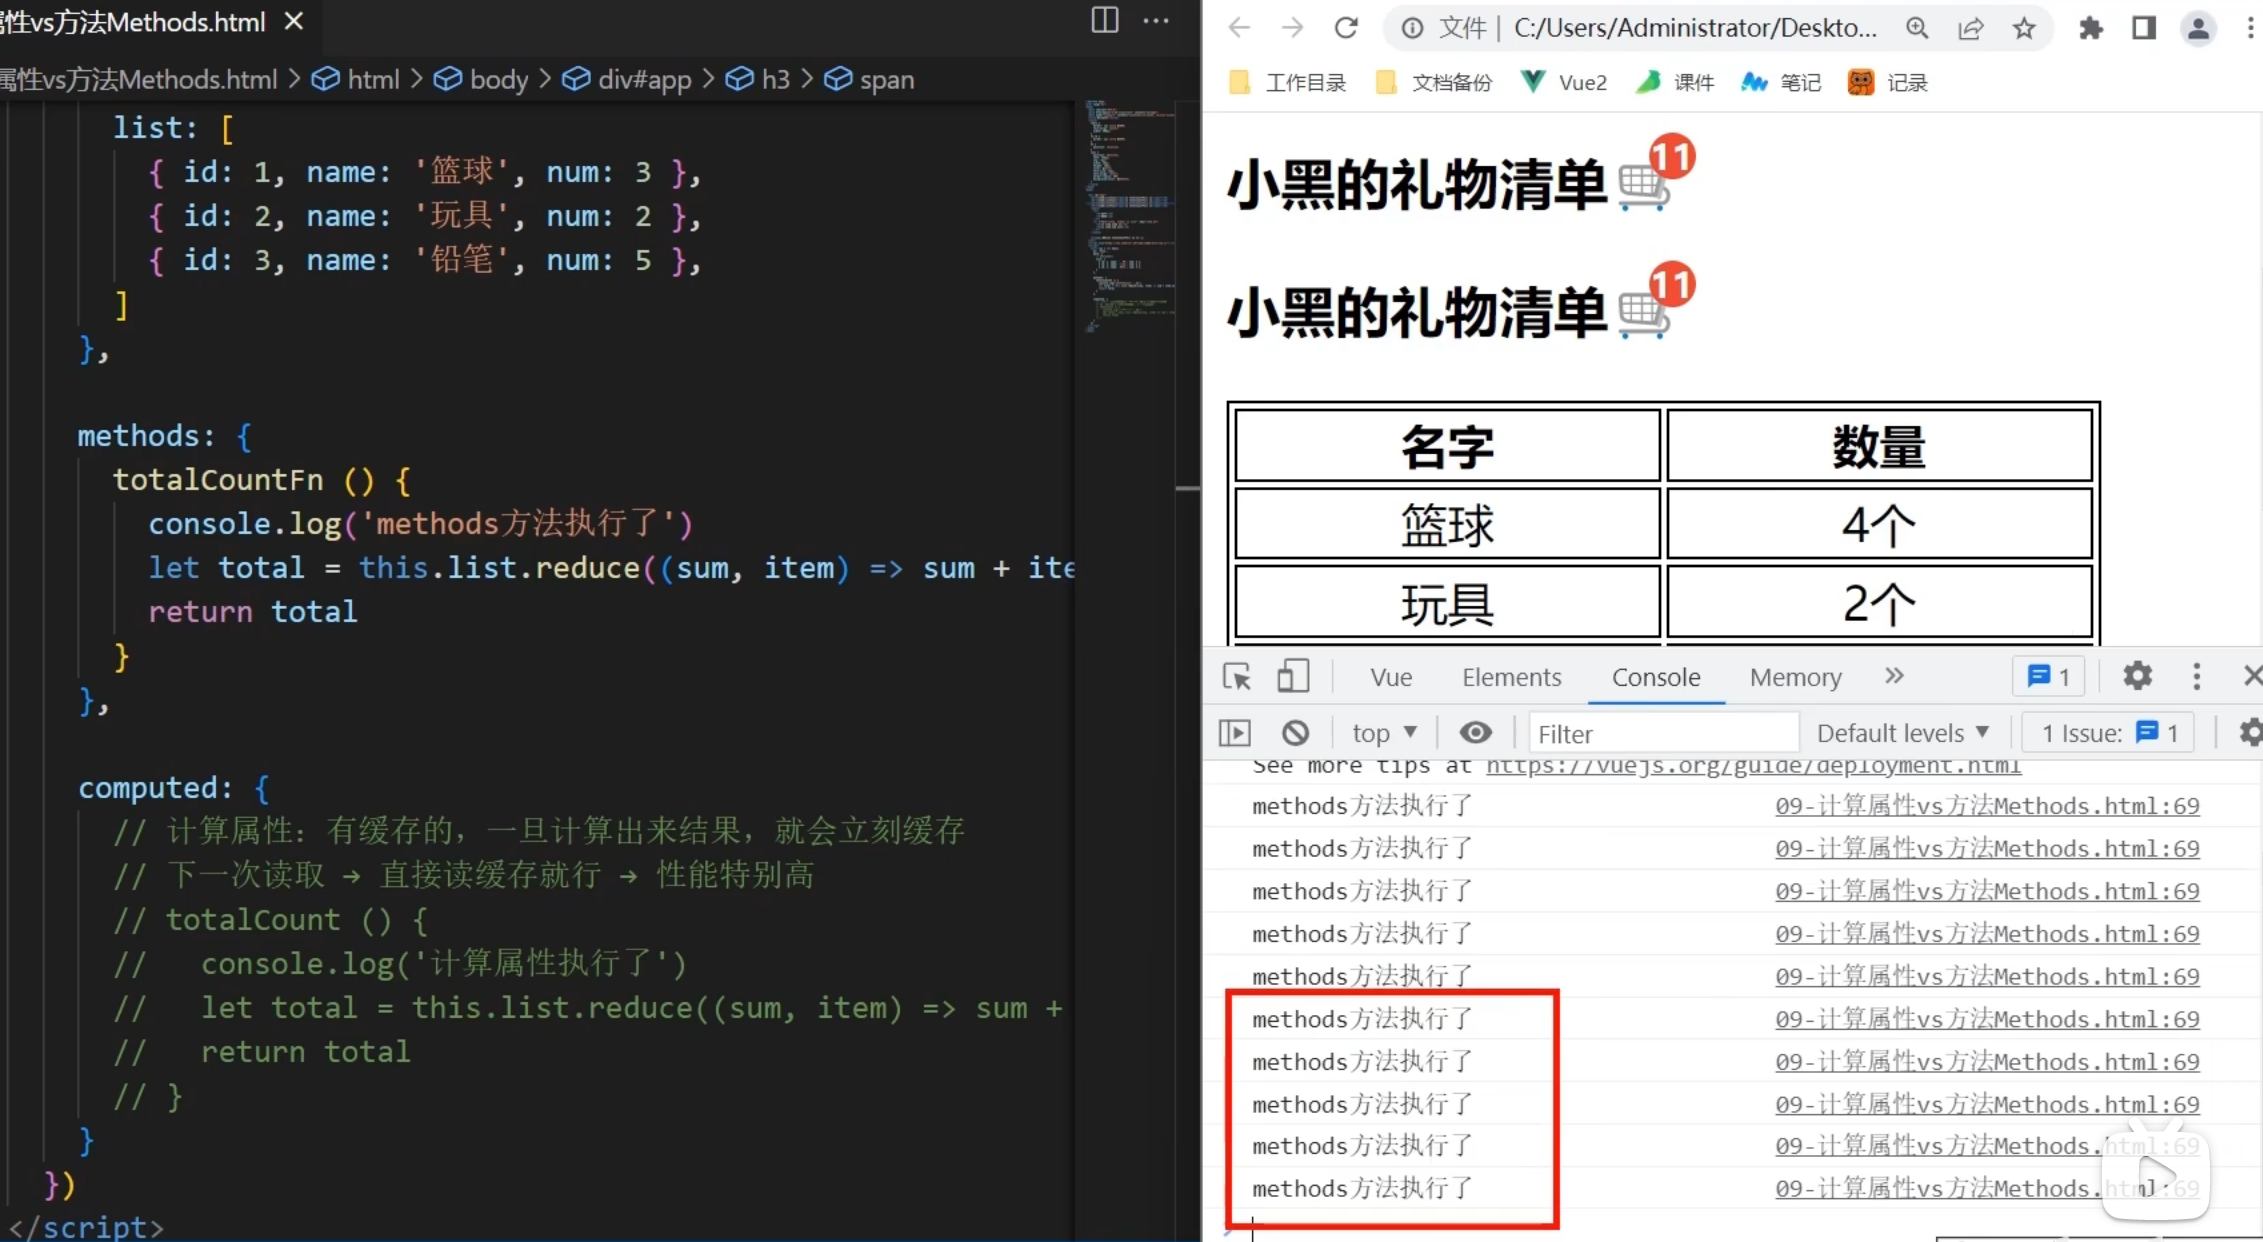 性vs方法Methods.html
属性vs方法Methods.html > html > body > div#app > h3 > span
list: [
{ id: 1, name: '篮球', num: 3 },
{ id: 2, name: '玩具', num: 2 },
{ id: 3, name: '铅笔', num: 5 },
]
},
methods: {
totalCountFn () {
console.log('methods方法执行了')
let total = this.list.reduce((sum, item) => sum + ite
return total
}
},
computed: {
// 计算属性：有缓存的，一旦计算出来结果，就会立刻缓存
// 下一次读取 → 直接读缓存就行 → 性能特别高
// totalCount () {
//   console.log('计算属性执行了')
//   let total = this.list.reduce((sum, item) => sum +
//   return total
// }
}
})
</script>
文件 | C:/Users/Administrator/Deskto...
工作目录 文档备份 Vue2 课件 笔记 记录
小黑的礼物清单 11
小黑的礼物清单 11
名字 数量
篮球 4个
玩具 2个
Vue Elements Console Memory 1
top Filter Default levels 1 Issue: 1
See more tips at https://vuejs.org/guide/deployment.html
methods方法执行了 09-计算属性vs方法Methods.html:69
methods方法执行了 09-计算属性vs方法Methods.html:69
methods方法执行了 09-计算属性vs方法Methods.html:69
methods方法执行了 09-计算属性vs方法Methods.html:69
methods方法执行了 09-计算属性vs方法Methods.html:69
methods方法执行了 09-计算属性vs方法Methods.html:69
methods方法执行了 09-计算属性vs方法Methods.html:69
methods方法执行了 09-计算属性vs方法Methods.html:69
methods方法执行了 09-计算属性vs方法Methods.html:69
methods方法执行了 09-计算属性vs方法Methods.html:69